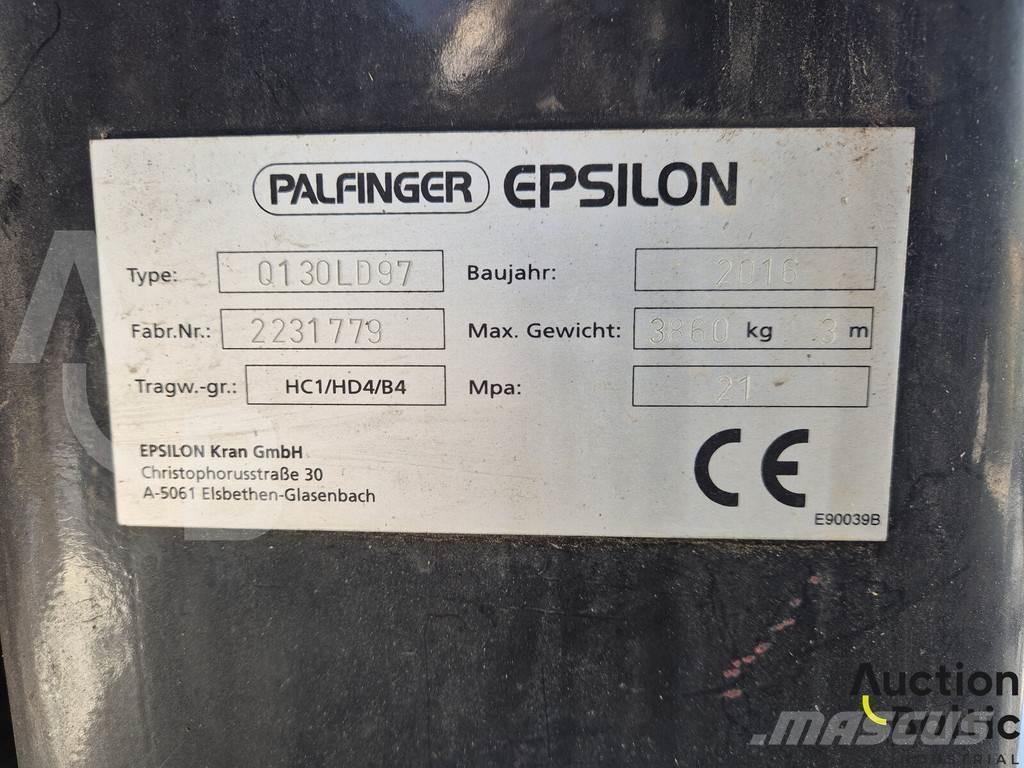 PALFINGER EPSILON
Type: Q130LD97 Baujahr: 2016
Fabr.Nr.: 2231779 Max. Gewicht: 3860 kg 3 m
Tragw.-gr.: HC1/HD4/B4 Mpa: 21
EPSILON Kran GmbH
Christophorusstraße 30
A-5061 Elsbethen-Glasenbach
CE
E90039B
Auction
MASCUS